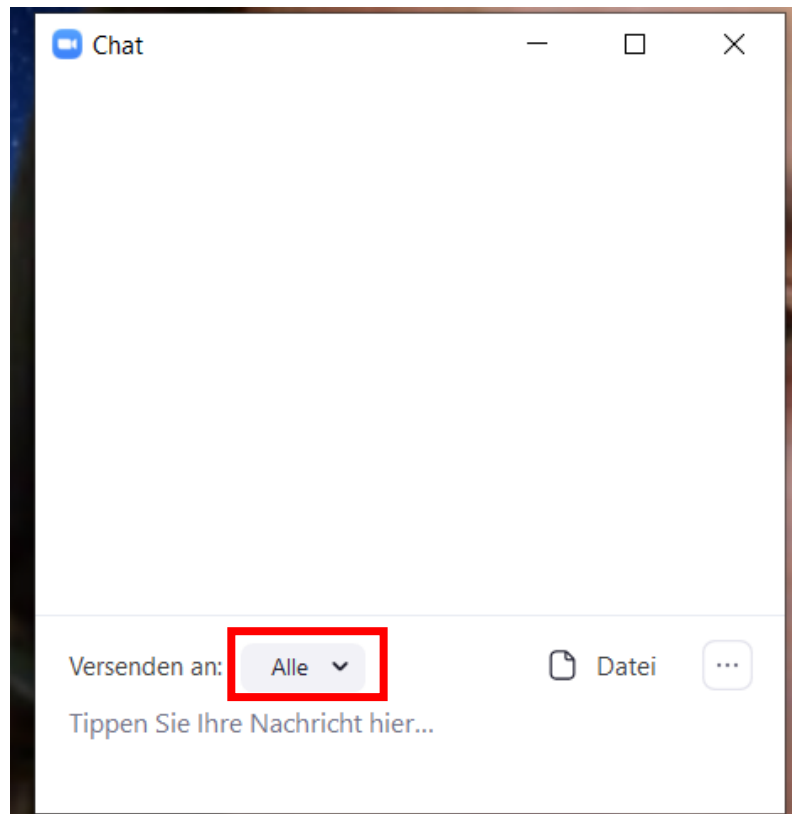 Chat
Versenden an: Alle Datei ...
Tippen Sie Ihre Nachricht hier...